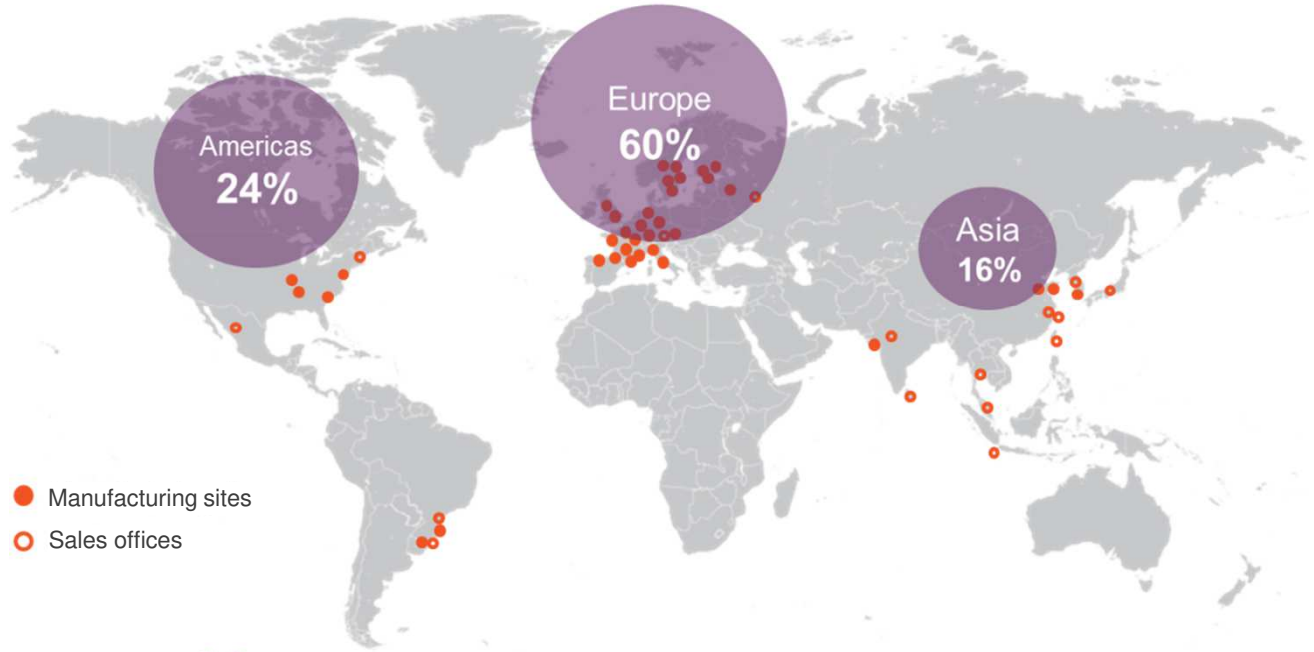 Europe
60%
Americas
24%
Asia
16%
Manufacturing sites
Sales offices